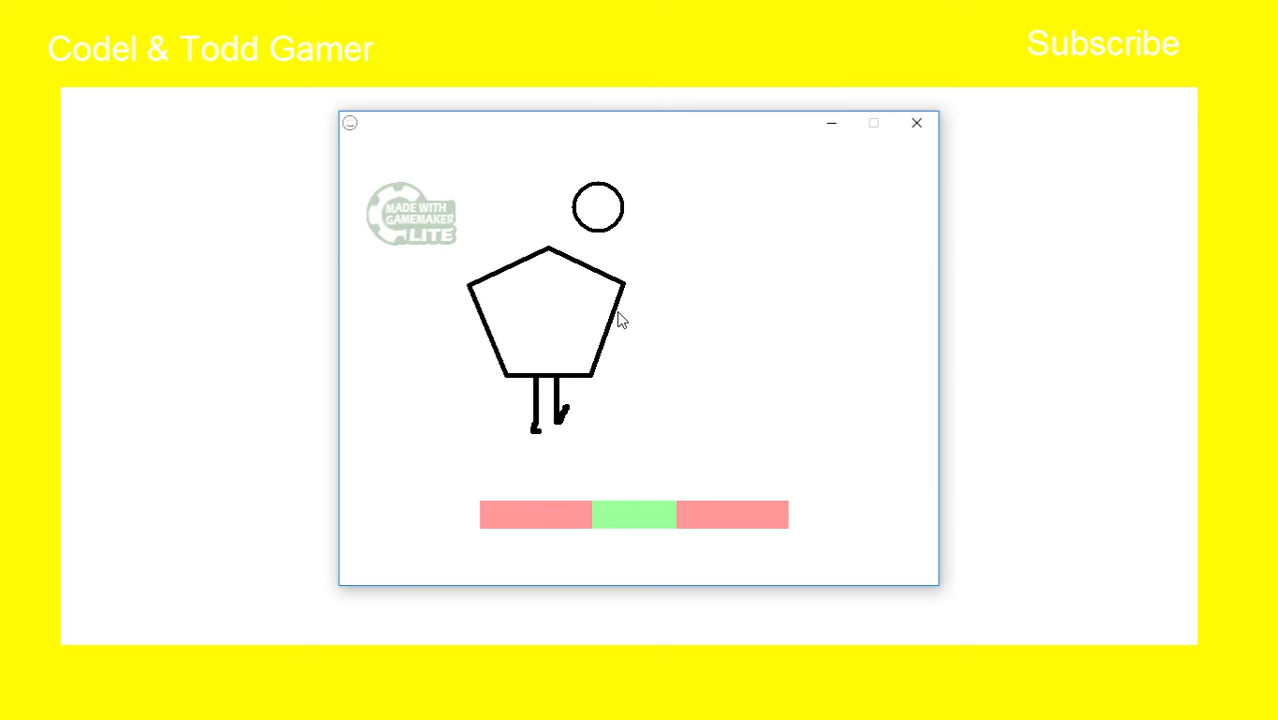 Codel & Todd Gamer
Subscribe
MADE WITH
GAMEMAKER
LITE